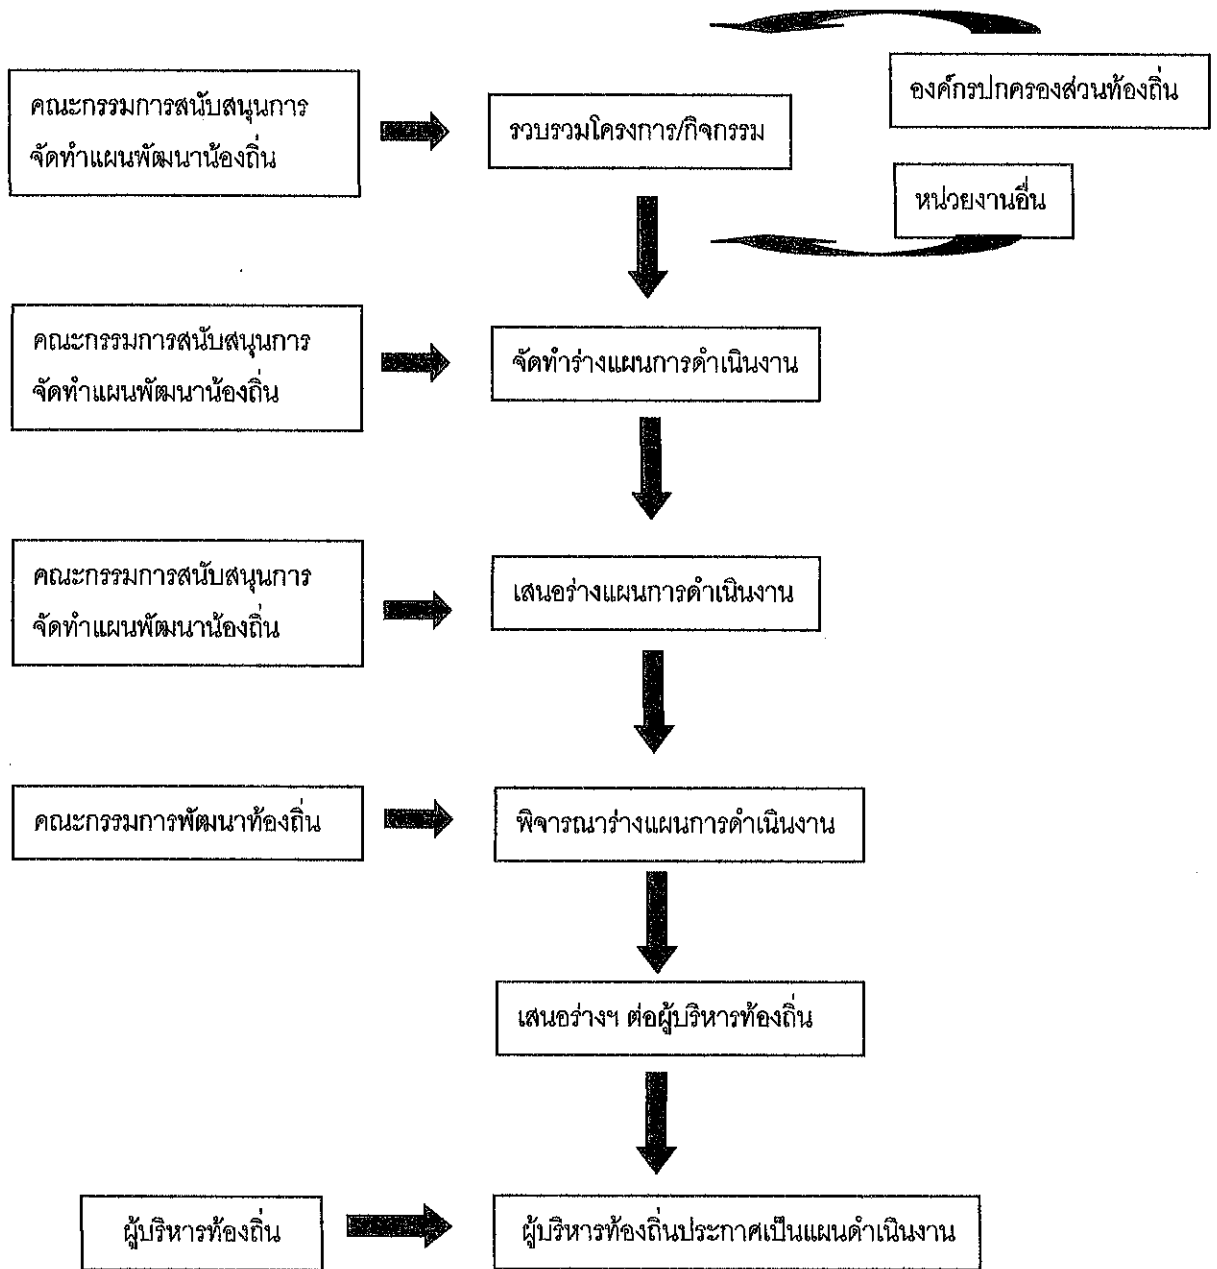 องค์กรปกครองส่วนท้องถิ่น
คณะกรรมการสนับสนุนการ
จัดทำแผนพัฒนาน้องถิ่น
รวบรวมโครงการ/กิจกรรม
หน่วยงานอื่น
คณะกรรมการสนับสนุนการ
จัดทำแผนพัฒนาน้องถิ่น
จัดทำร่างแผนการดำเนินงาน
คณะกรรมการสนับสนุนการ
จัดทำแผนพัฒนาน้องถิ่น
เสนอร่างแผนการดำเนินงาน
คณะกรรมการพัฒนาท้องถิ่น
พิจารณาร่างแผนการดำเนินงาน
เสนอร่างฯ ต่อผู้บริหารท้องถิ่น
ผู้บริหารท้องถิ่น
ผู้บริหารท้องถิ่นประกาศเป็นแผนดำเนินงาน